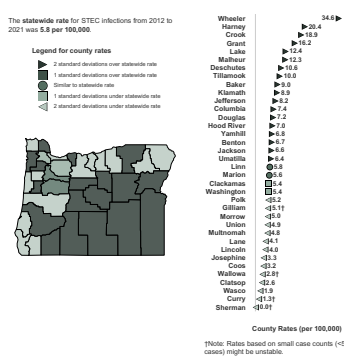 The statewide rate for STEC infections from 2012 to
2021 was 5.8 per 100,000.
Legend for county rates
2 standard deviations over statewide rate
1 standard deviations over statewide rate
Similar to statewide rate
1 standard deviations under statewide rate
2 standard deviations under statewide rate
Wheeler 34.6
Harney 20.4
Crook 18.9
Grant 16.2
Lake 12.4
Malheur 12.3
Deschutes 10.6
Tillamook 10.0
Baker 9.0
Klamath 8.9
Jefferson 8.2
Columbia 7.4
Douglas 7.2
Hood River 7.0
Yamhill 6.8
Benton 6.7
Jackson 6.6
Umatilla 6.4
Linn 5.8
Marion 5.6
Clackamas 5.4
Washington 5.4
Polk 5.2
Gilliam 5.1†
Morrow 5.0
Union 4.9
Multnomah 4.8
Lane 4.1
Lincoln 4.0
Josephine 3.3
Coos 3.2
Wallowa 2.8†
Clatsop 2.6
Wasco 1.9
Curry 1.3†
Sherman 0.0†
County Rates (per 100,000)
†Note: Rates based on small case counts (<5
cases) might be unstable.